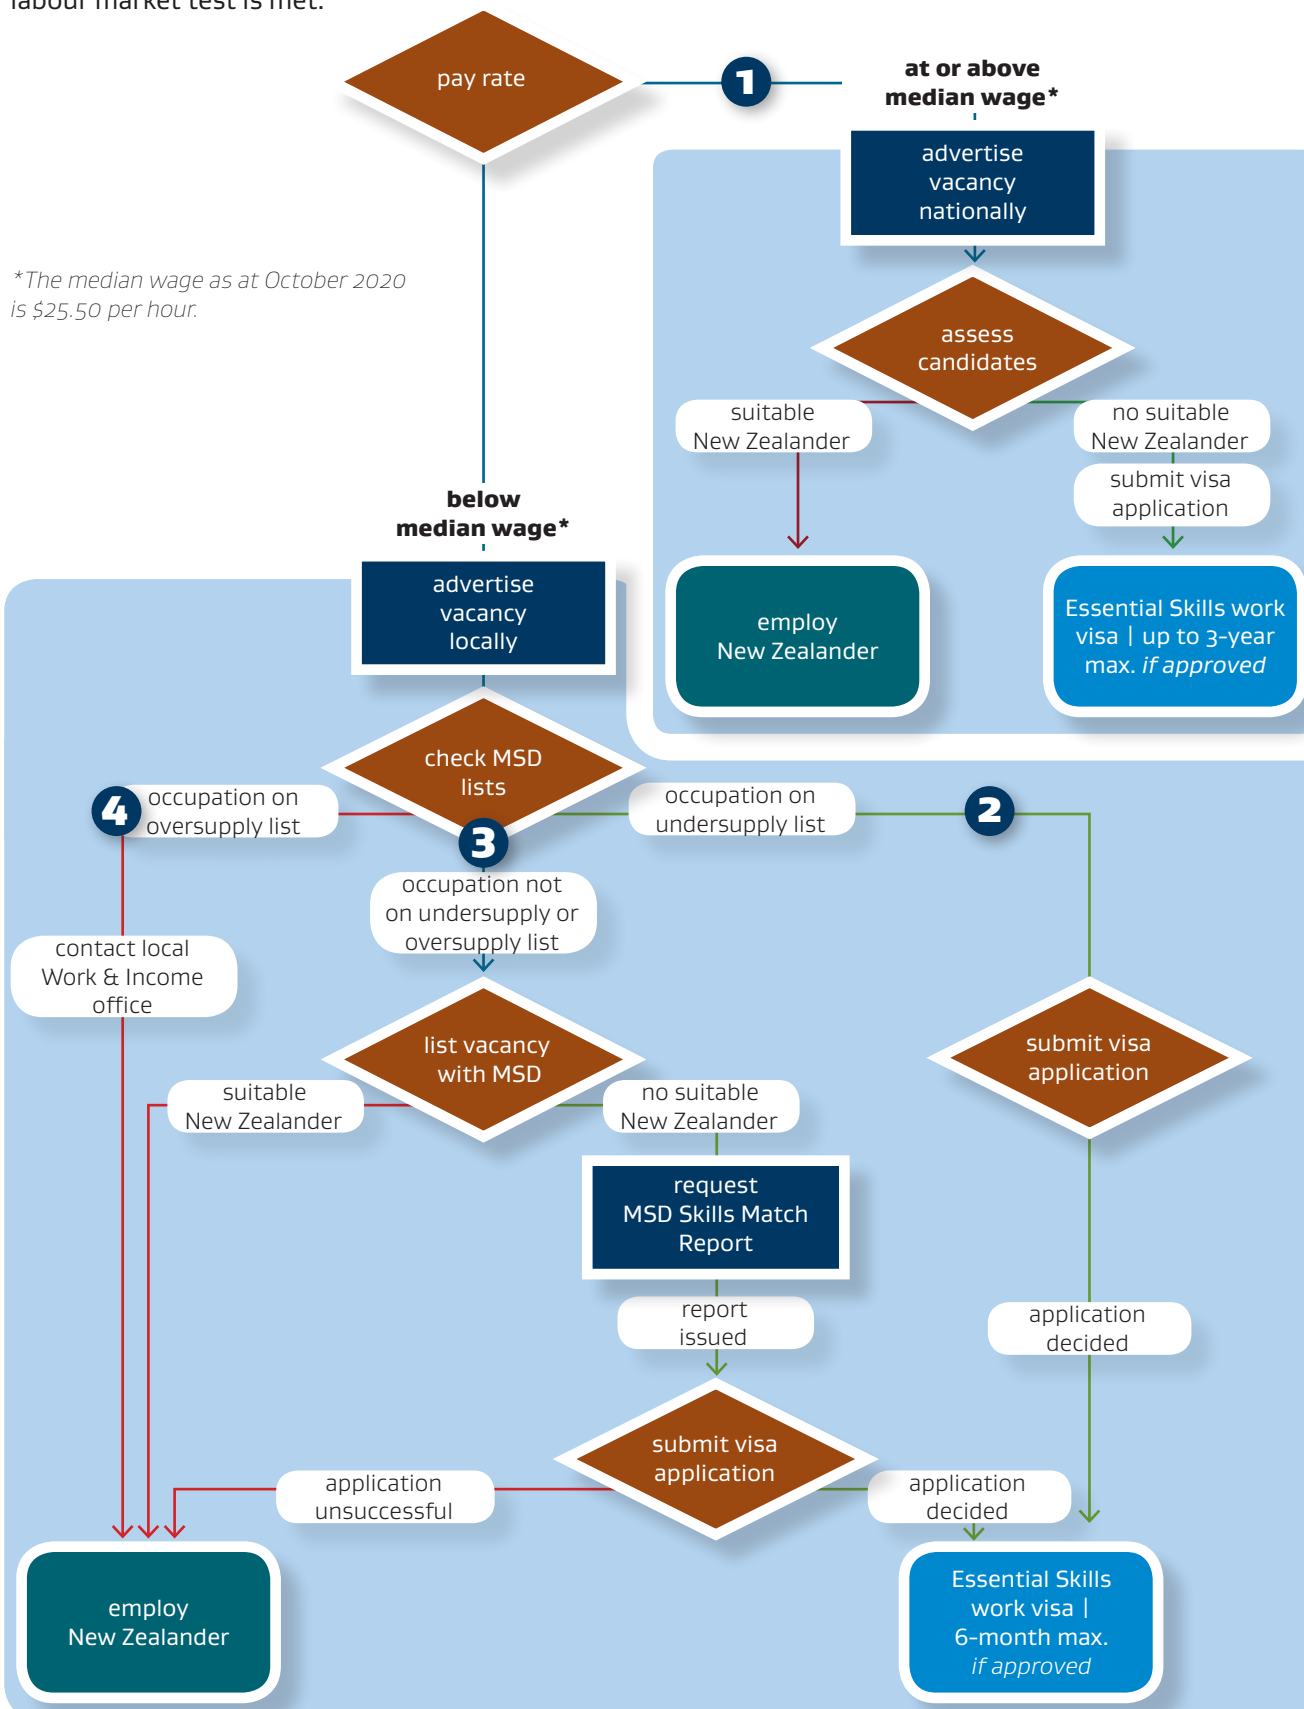 labour market test is met.
pay rate
1
at or above
median wage*
advertise
vacancy
nationally
*The median wage as at October 2020
is $25.50 per hour.
assess
candidates
suitable
New Zealander
no suitable
New Zealander
submit visa
application
employ
New Zealander
Essential Skills work
visa | up to 3-year
max. if approved
below
median wage*
advertise
vacancy
locally
check MSD
lists
4
occupation on
oversupply list
3
occupation on
undersupply list
2
occupation not
on undersupply or
oversupply list
contact local
Work & Income
office
list vacancy
with MSD
submit visa
application
suitable
New Zealander
no suitable
New Zealander
request
MSD Skills Match
Report
report
issued
application
decided
submit visa
application
application
unsuccessful
application
decided
employ
New Zealander
Essential Skills
work visa |
6-month max.
if approved